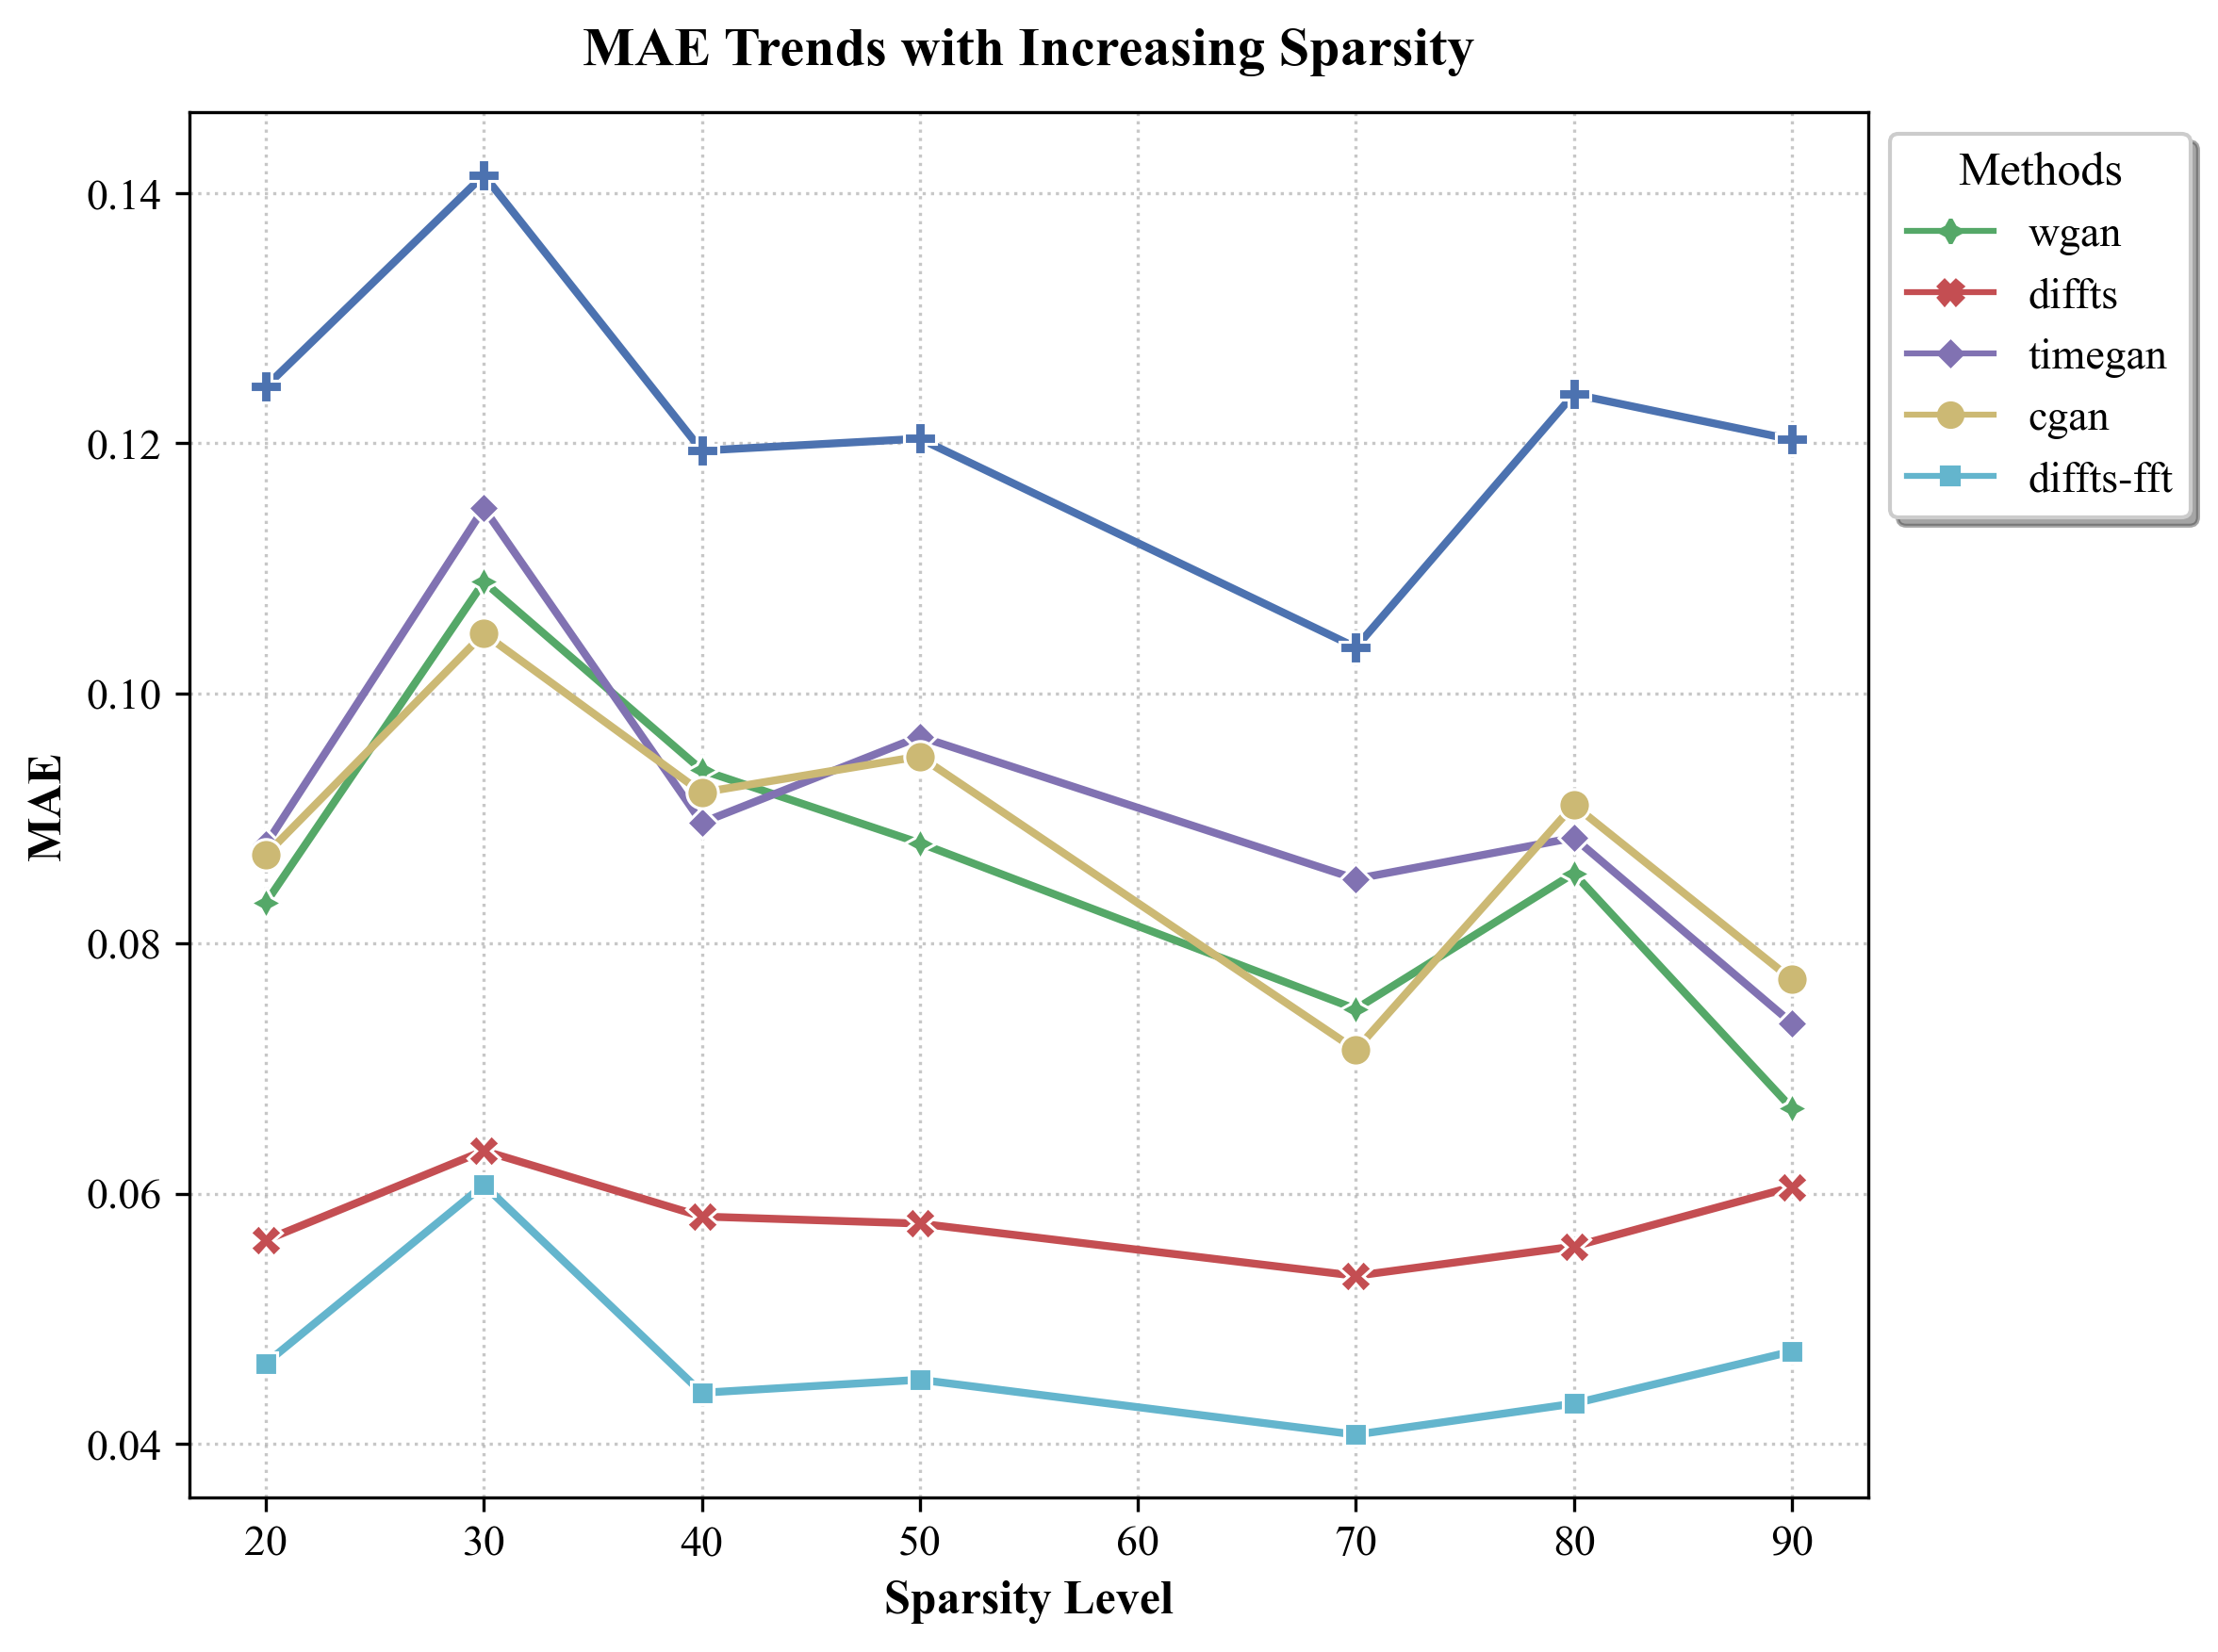 MAE Trends with Increasing Sparsity
Methods
wgan
diffts
timegan
cgan
diffts-fft
MAE
0.14
0.12
0.10
0.08
0.06
0.04
20 30 40 50 60 70 80 90
Sparsity Level